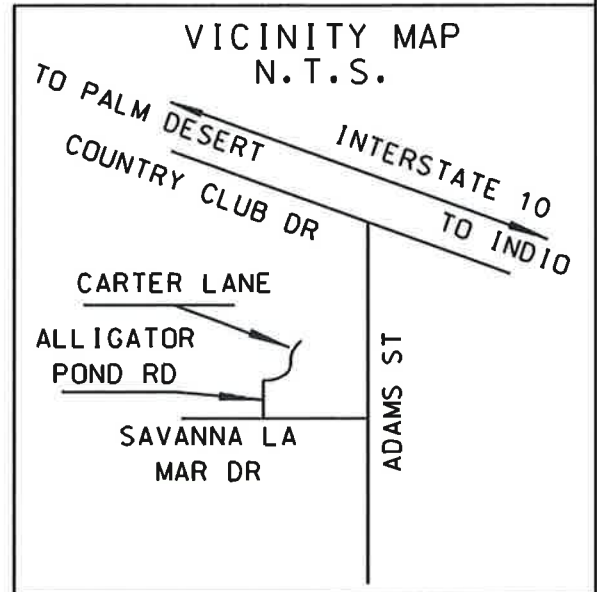 VICINITY MAP
N.T.S.
TO PALM DESERT
INTERSTATE 10
COUNTRY CLUB DR
TO INDIO
CARTER LANE
ALLIGATOR
POND RD
SAVANNA LA
MAR DR
ADAMS ST